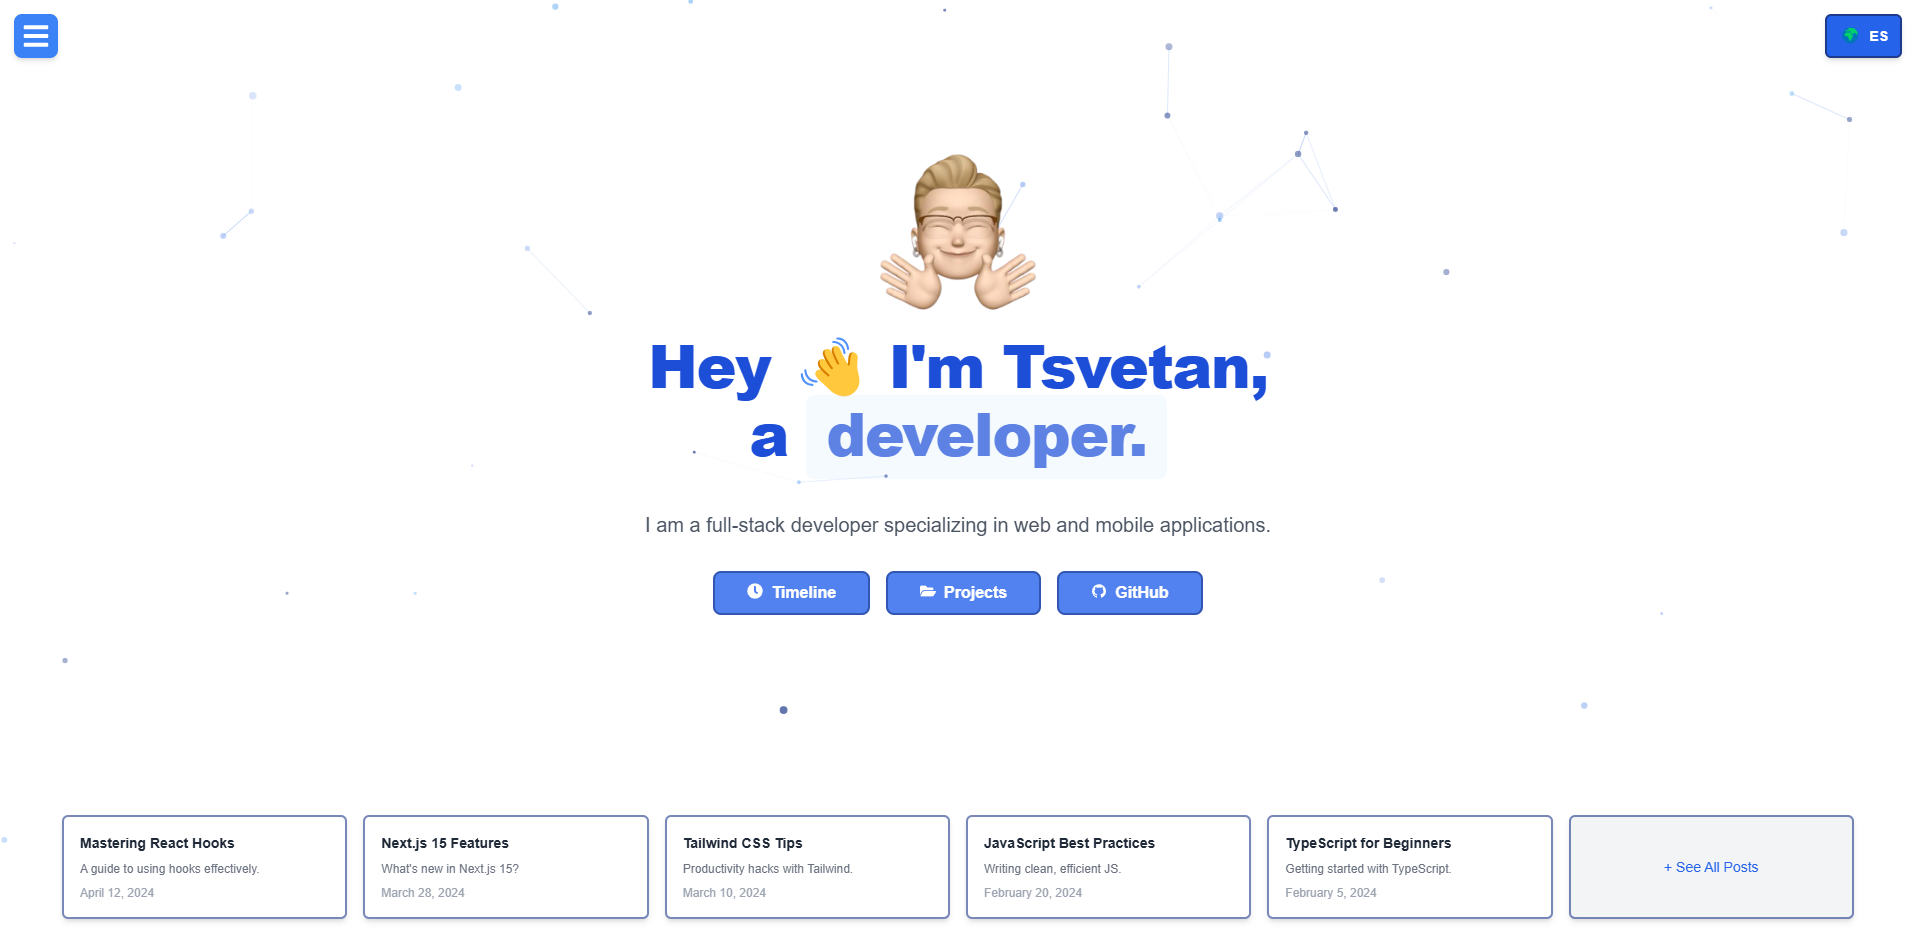 ES
Hey 👋 I'm Tsvetan,
a developer.
I am a full-stack developer specializing in web and mobile applications.
Timeline
Projects
GitHub
Mastering React Hooks
A guide to using hooks effectively.
April 12, 2024
Next.js 15 Features
What's new in Next.js 15?
March 28, 2024
Tailwind CSS Tips
Productivity hacks with Tailwind.
March 10, 2024
JavaScript Best Practices
Writing clean, efficient JS.
February 20, 2024
TypeScript for Beginners
Getting started with TypeScript.
February 5, 2024
+ See All Posts